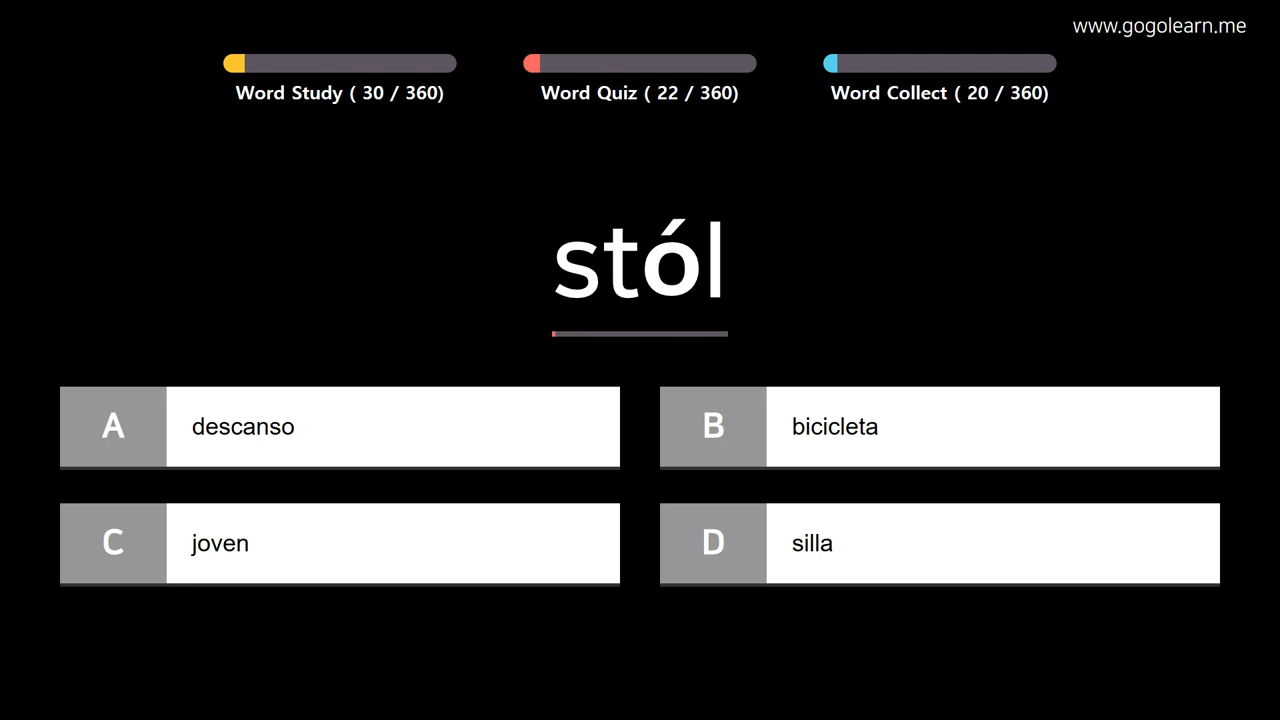 www.gogolearn.me
Word Study ( 30 / 360)
Word Quiz ( 22 / 360)
Word Collect ( 20 / 360)
stól
A descanso
B bicicleta
C joven
D silla